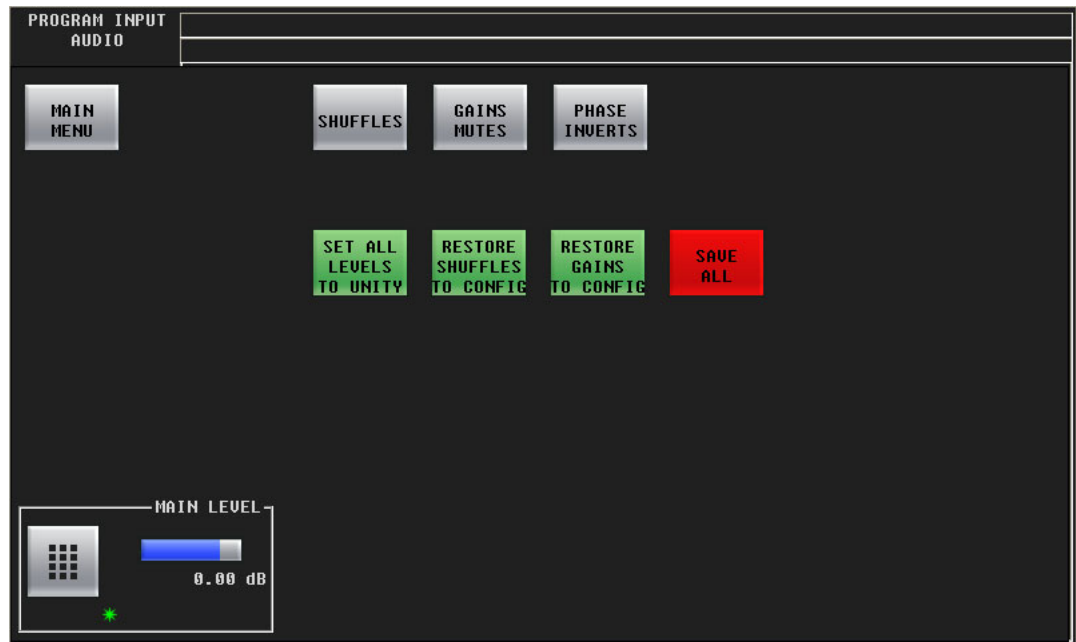 PROGRAM INPUT
AUDIO
MAIN
MENU
SHUFFLES
GAINS
MUTES
PHASE
INVERTS
SET ALL
LEVELS
TO UNITY
RESTORE
SHUFFLES
TO CONFIG
RESTORE
GAINS
TO CONFIG
SAVE
ALL
MAIN LEVEL
0.00 dB